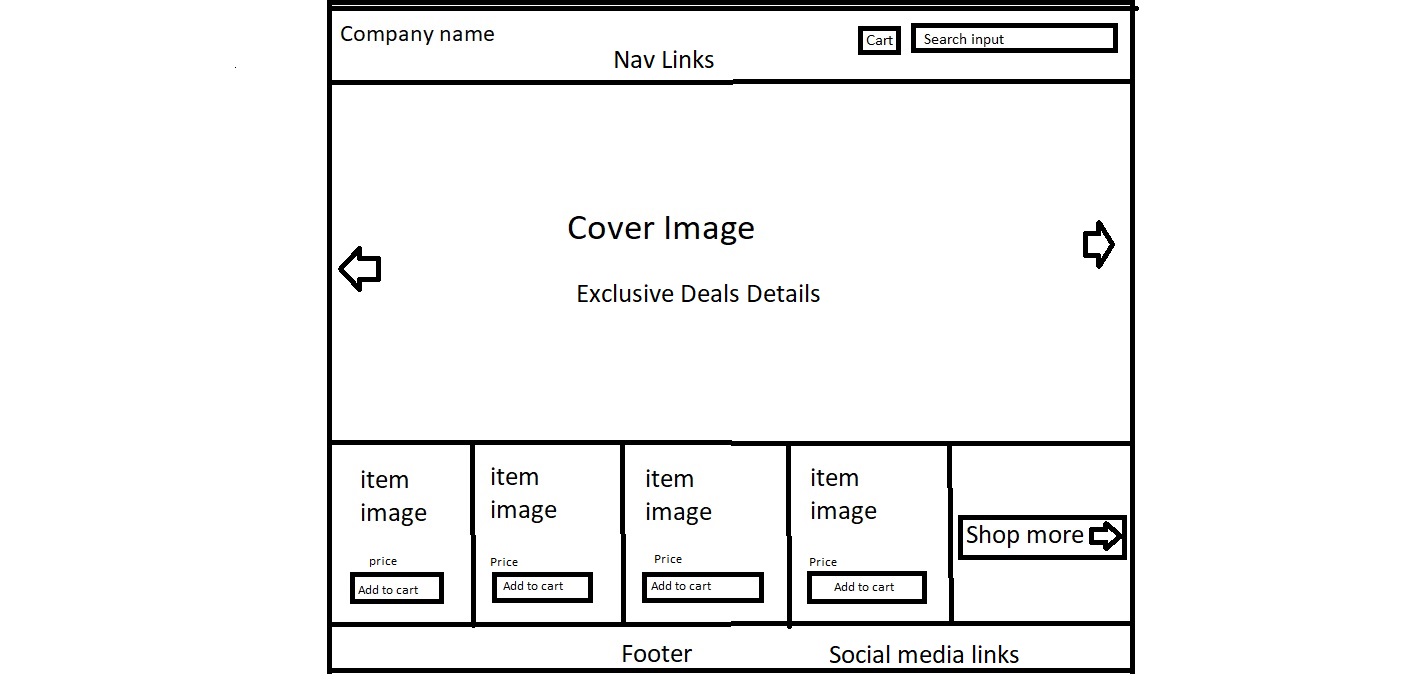 Company name
Cart
Search input
Nav Links
Cover Image
Exclusive Deals Details
item
image
price
Add to cart
item
image
Price
Add to cart
item
image
Price
Add to cart
item
image
Price
Add to cart
Shop more
Footer
Social media links